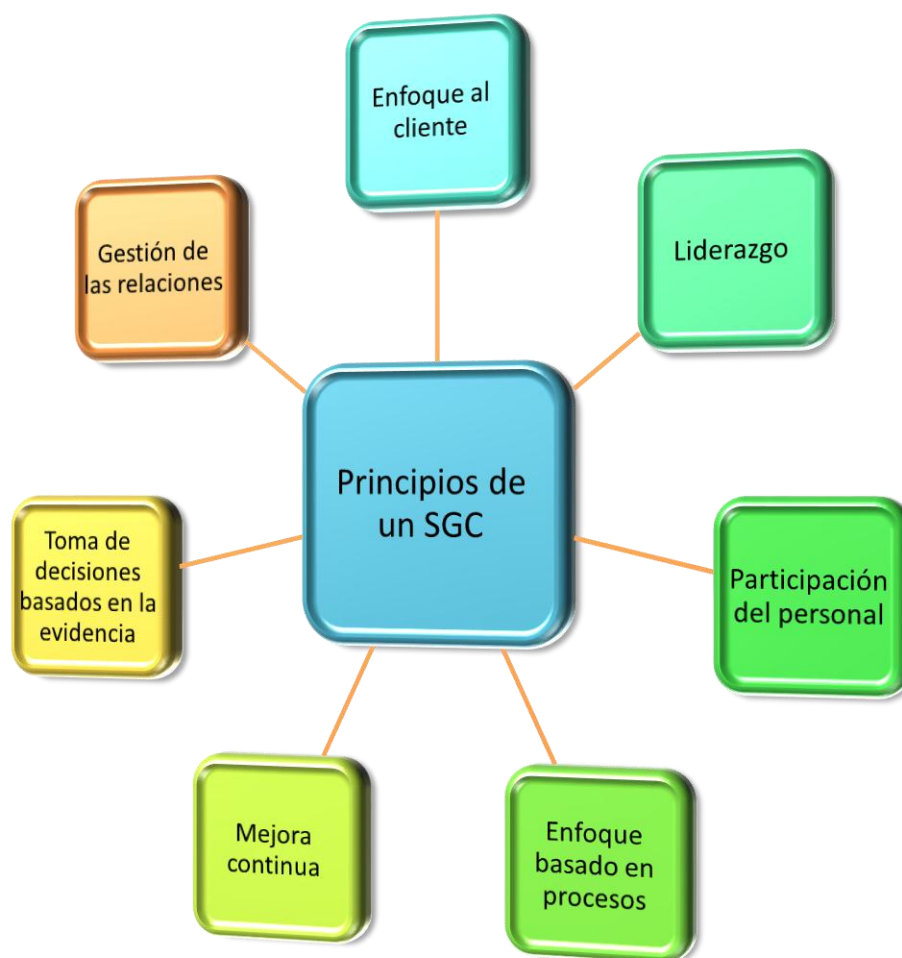 Enfoque al
cliente
Liderazgo
Gestión de
las relaciones
Principios de
un SGC
Participación
del personal
Toma de
decisiones
basados en la
evidencia
Mejora
continua
Enfoque
basado en
procesos